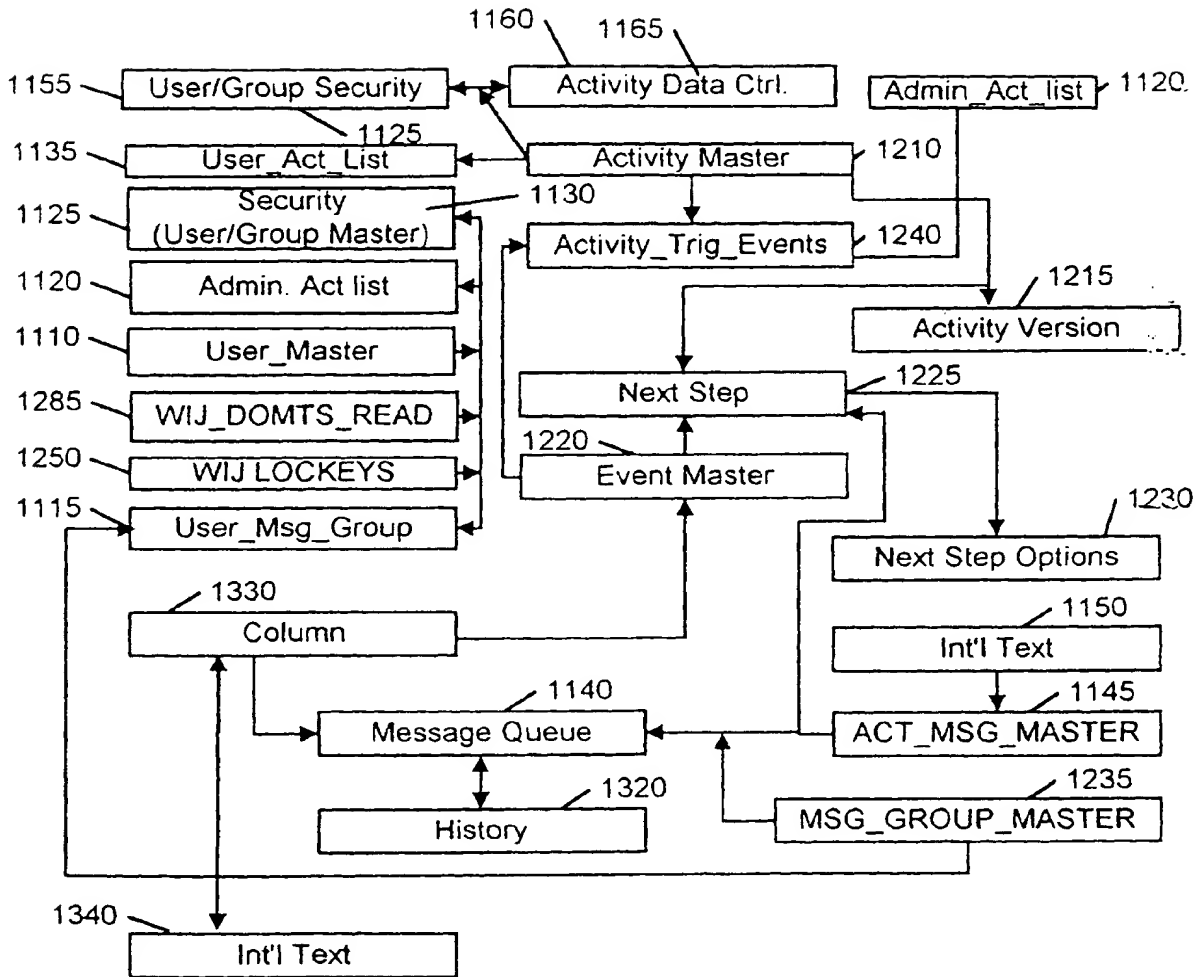 1160
1165
1155
User/Group Security
Activity Data Ctrl.
Admin_Act_list
1120
1125
1135
User_Act_List
Activity Master
1210
1125
Security
(User/Group Master)
1130
Activity_Trig_Events
1240
1120
Admin. Act list
1215
Activity Version
1110
User_Master
1285
WIJ_DOMTS_READ
Next Step
1225
1220
Event Master
1250
WIJ LOCKEYS
1115
User_Msg_Group
1230
Next Step Options
1330
Column
1150
Int'l Text
1140
Message Queue
1145
ACT_MSG_MASTER
1320
History
1235
MSG_GROUP_MASTER
1340
Int'l Text